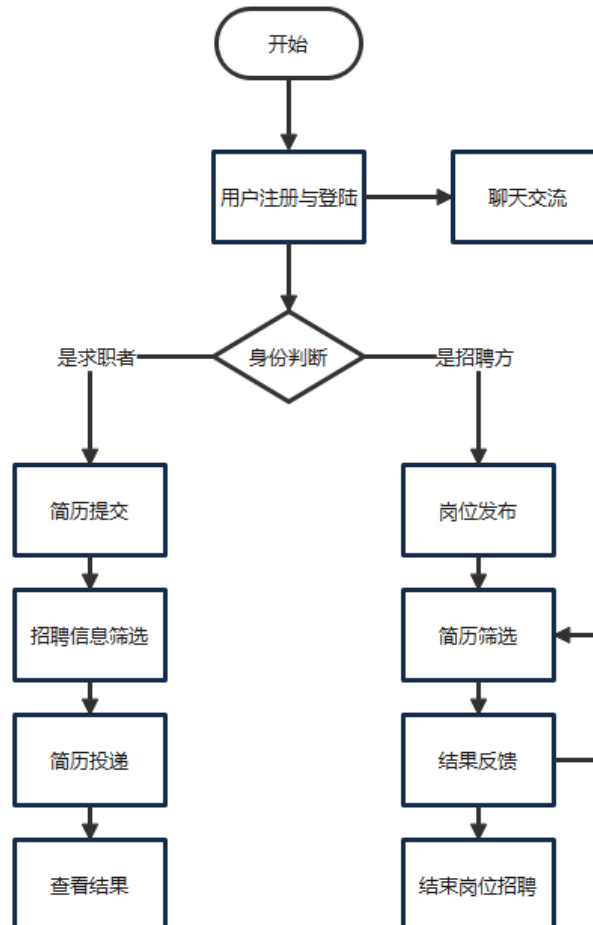 开始
用户注册与登陆
聊天交流
身份判断
是求职者
是招聘方
简历提交
岗位发布
招聘信息筛选
简历筛选
简历投递
结果反馈
查看结果
结束岗位招聘